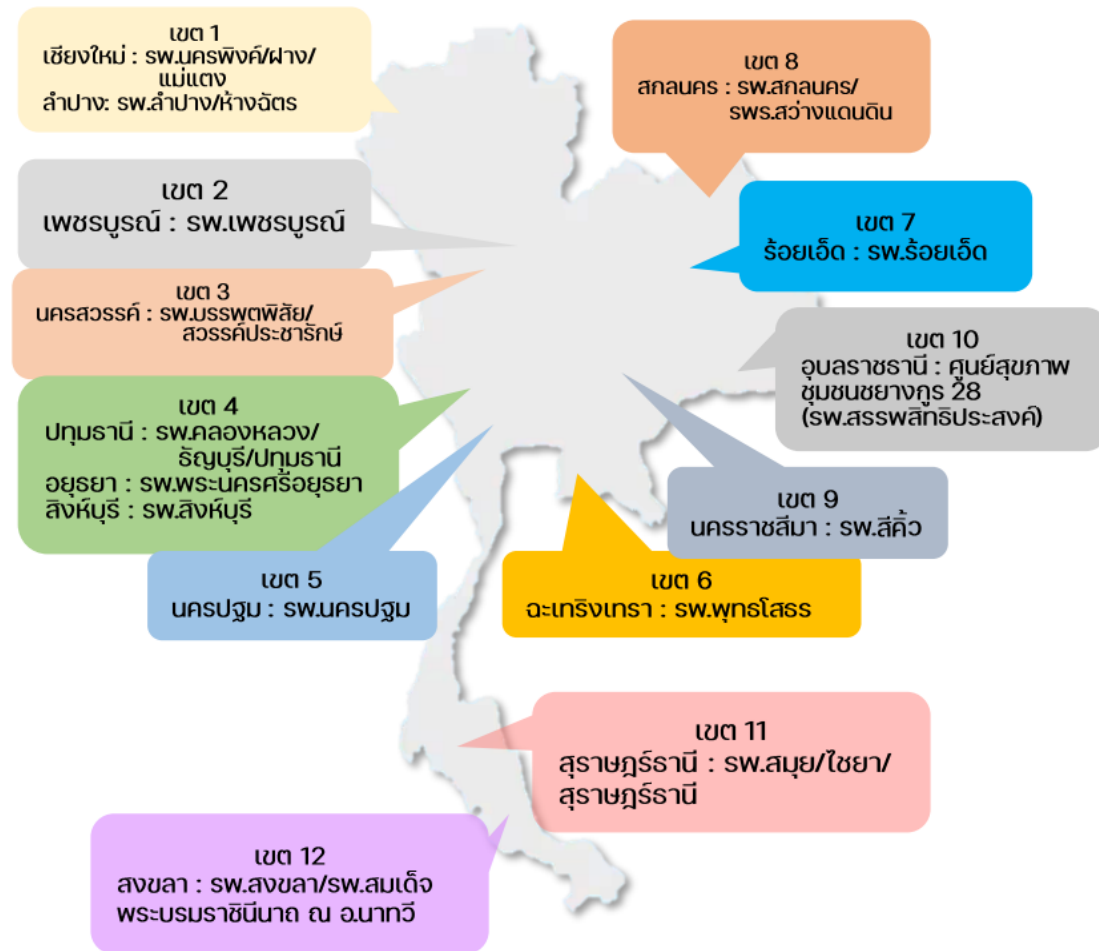 เขต 1
เชียงใหม่ : รพ.นครพิงค์/ฝาง/
แม่แตง
ลำปาง: รพ.ลำปาง/ห้างฉัตร
เขต 8
สกลนคร : รพ.สกลนคร/
รพร.สว่างแดนดิน
เขต 2
เพชรบูรณ์ : รพ.เพชรบูรณ์
เขต 7
ร้อยเอ็ด : รพ.ร้อยเอ็ด
เขต 3
นครสวรรค์ : รพ.บรรพตพิสัย/
สวรรค์ประชารักษ์
เขต 10
อุบลราชธานี : ศูนย์สุขภาพ
ชุมชนชยางกูร 28
(รพ.สรรพสิทธิประสงค์)
เขต 4
ปทุมธานี : รพ.คลองหลวง/
ธัญบุรี/ปทุมธานี
อยุธยา : รพ.พระนครศรีอยุธยา
สิงห์บุรี : รพ.สิงห์บุรี
เขต 9
นครราชสีมา : รพ.สีคิ้ว
เขต 5
นครปฐม : รพ.นครปฐม
เขต 6
ฉะเทริงเทรา : รพ.พุทธโสธร
เขต 11
สุราษฎร์ธานี : รพ.สมุย/ไชยา/
สุราษฎร์ธานี
เขต 12
สงขลา : รพ.สงขลา/รพ.สมเด็จ
พระบรมราชินีนาถ ณ อ.นาทวี